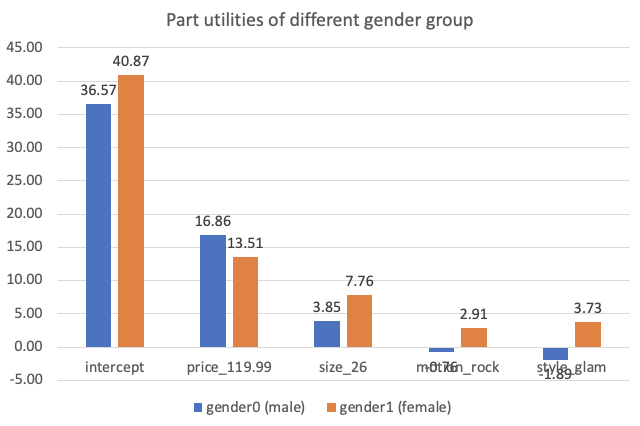 Part utilities of different gender group
45.00
40.00
35.00
30.00
25.00
20.00
15.00
10.00
5.00
0.00
-5.00
36.57
40.87
16.86
13.51
3.85
7.76
-0.76
2.91
-1.89
3.73
intercept
price_119.99
size_26
motion_rock
style_glam
gender0 (male)
gender1 (female)